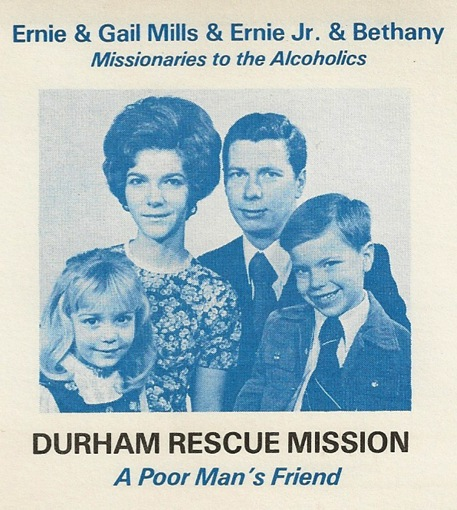 Ernie & Gail Mills & Ernie Jr. & Bethany
Missionaries to the Alcoholics
DURHAM RESCUE MISSION
A Poor Man's Friend